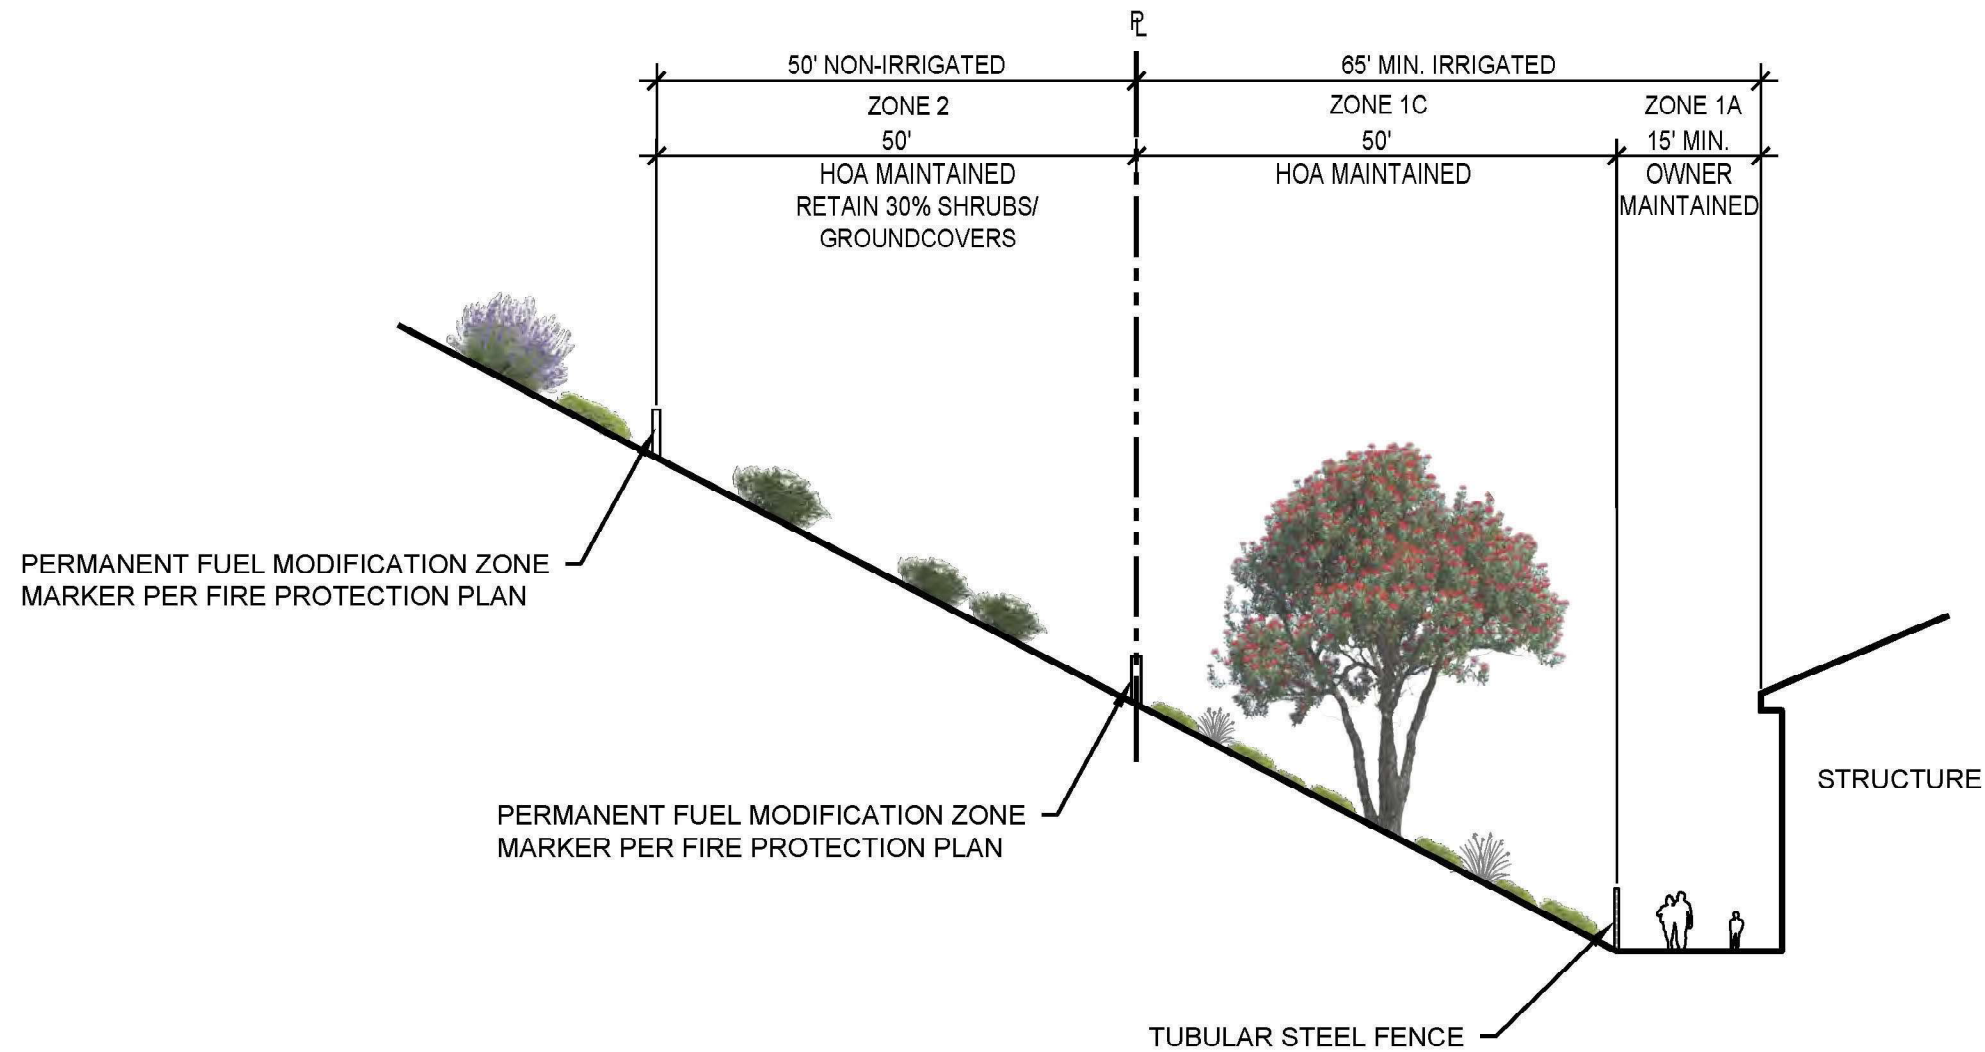 PL
50' NON-IRRIGATED
65' MIN. IRRIGATED
ZONE 2
ZONE 1C
ZONE 1A
50'
50'
15' MIN.
HOA MAINTAINED
RETAIN 30% SHRUBS/
GROUNDCOVERS
HOA MAINTAINED
OWNER
MAINTAINED
PERMANENT FUEL MODIFICATION ZONE
MARKER PER FIRE PROTECTION PLAN
PERMANENT FUEL MODIFICATION ZONE
MARKER PER FIRE PROTECTION PLAN
STRUCTURE
TUBULAR STEEL FENCE